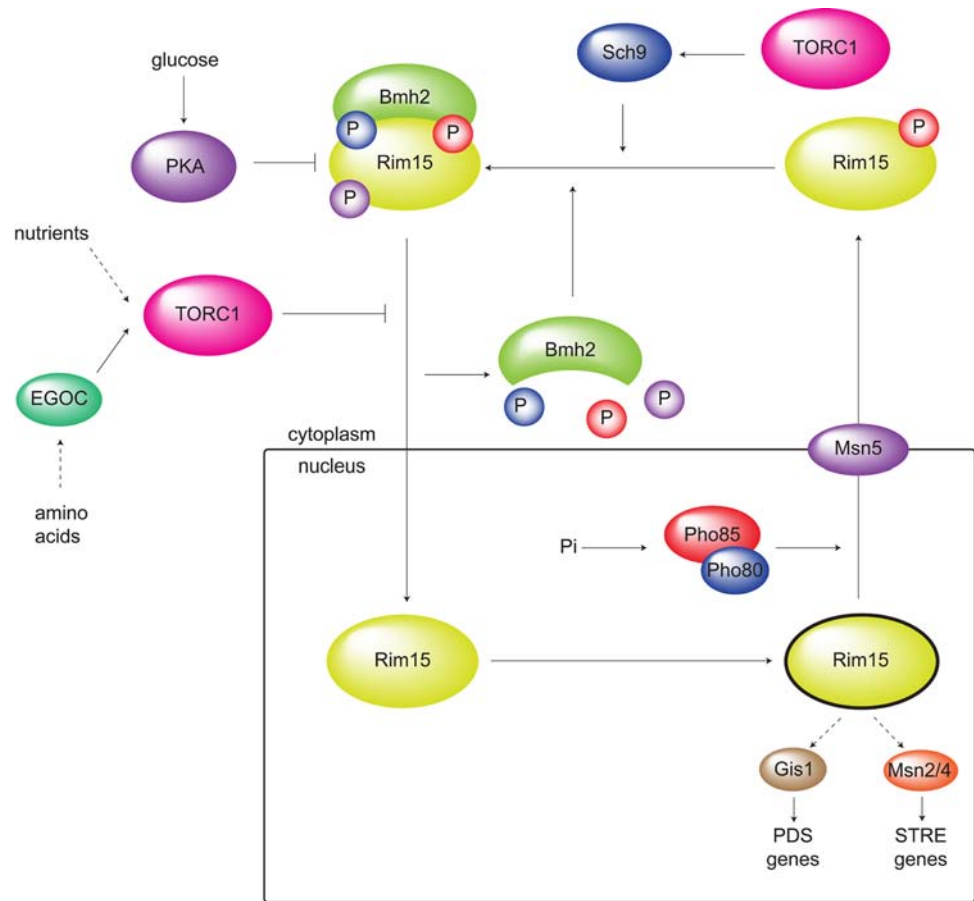 glucose
PKA
Bmh2
P
P
Rim15
P
Sch9
TORC1
P
Rim15
nutrients
TORC1
EGOC
amino
acids
Bmh2
P
P
P
cytoplasm
nucleus
Msn5
Pi
Pho85
Pho80
Rim15
Rim15
Gis1
Msn2/4
PDS
genes
STRE
genes